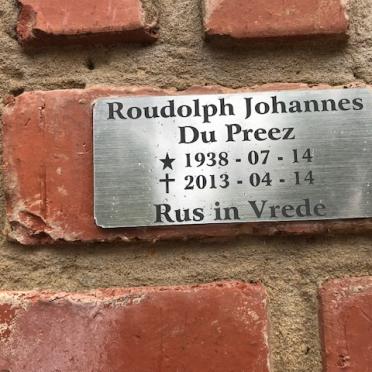 Roudolph Johannes
Du Preez
★ 1938 - 07 - 14
✝ 2013 - 04 - 14
Rus in Vrede